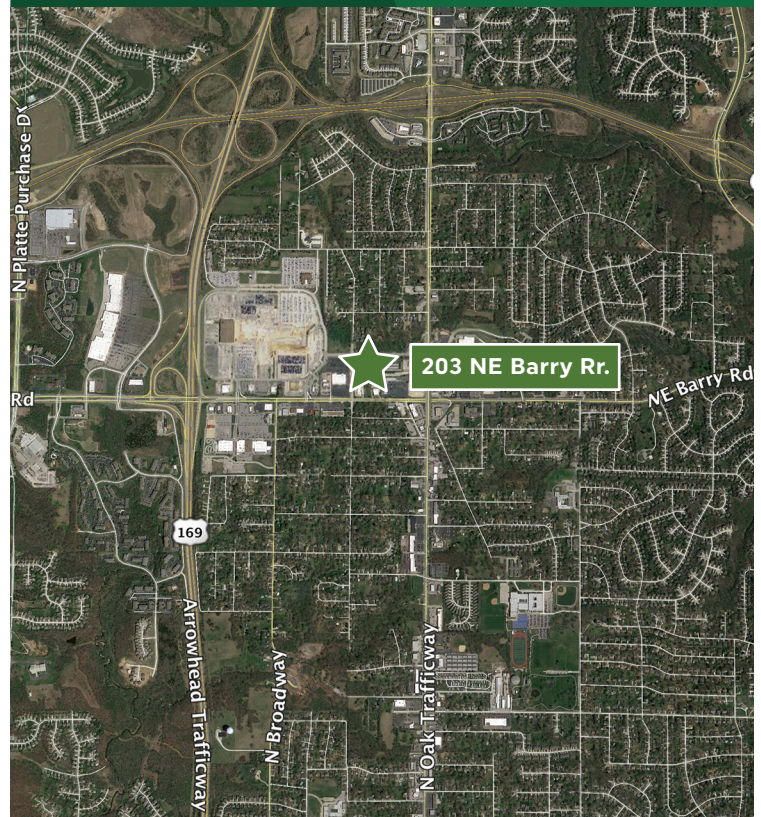 N Platte Purchase Dr
203 NE Barry Rr.
NE Barry Rd
Rd
169
Arrowhead Trafficway
N Broadway
N Oak Trafficway